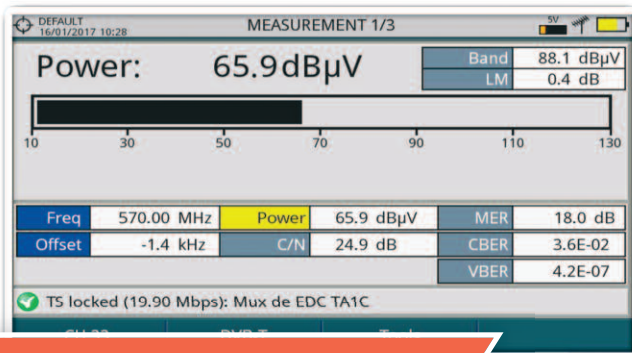 DEFAULT
16/01/2017 10:28
MEASUREMENT 1/3
5V
Power: 65.9 dBµV
Band 88.1 dBµV
LM 0.4 dB
10 30 50 70 90 110 130
Freq 570.00 MHz Power 65.9 dBµV MER 18.0 dB
Offset -1.4 kHz C/N 24.9 dB CBER 3.6E-02
VBER 4.2E-07
TS locked (19.90 Mbps): Mux de EDC TA1C